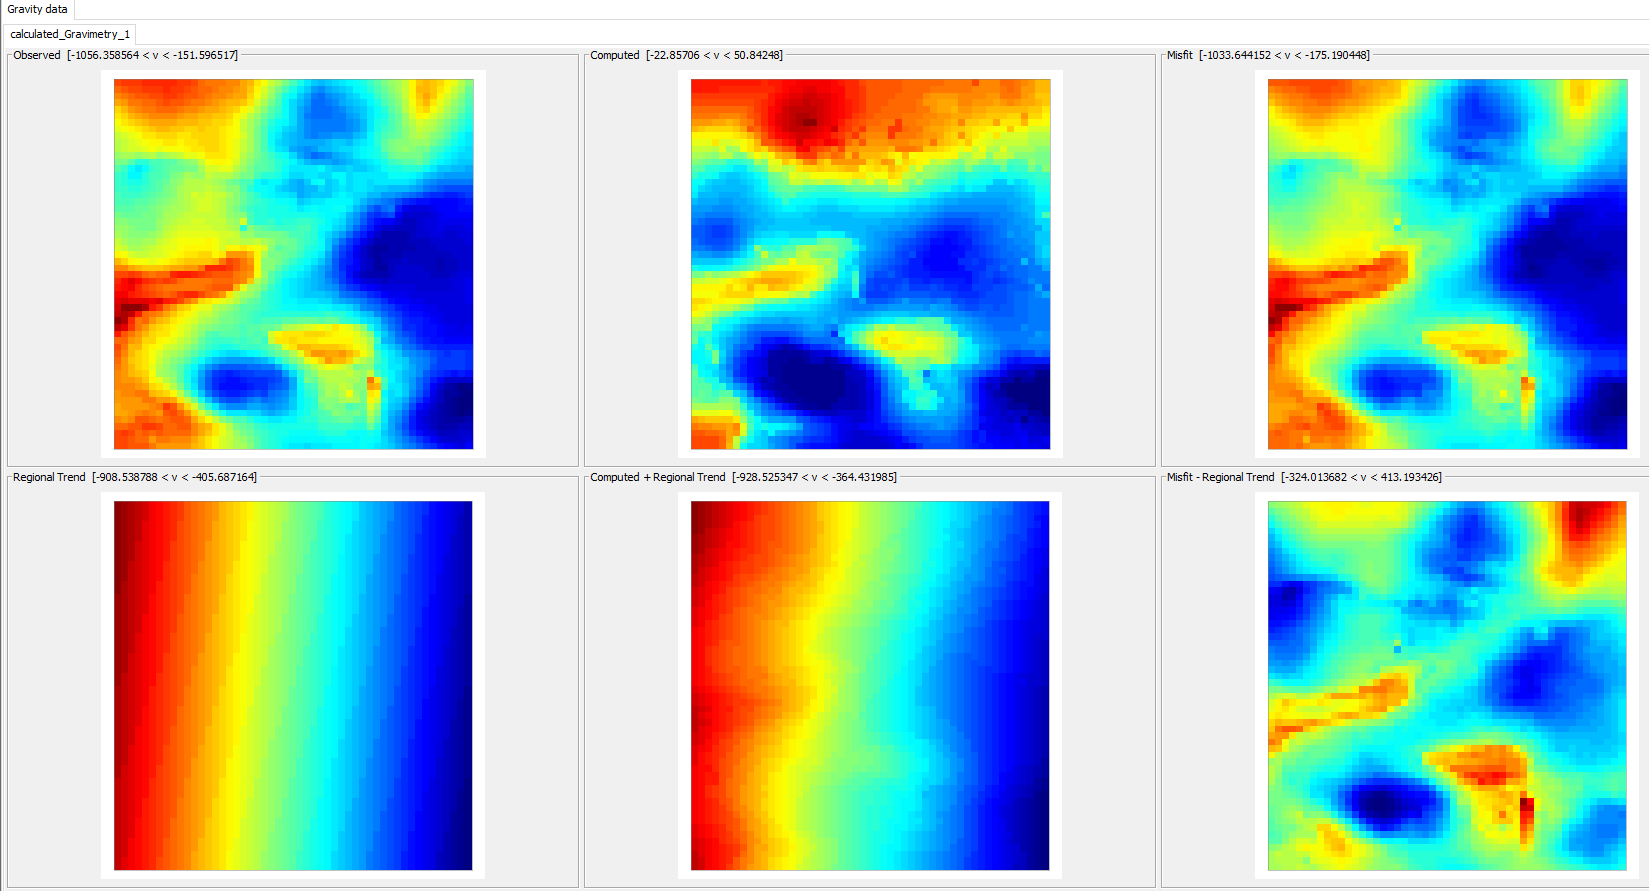 Gravity data
calculated_Gravimetry_1
Observed [-1056.358564 < v < -151.596517]
Computed [-22.85706 < v < 50.84248]
Misfit [-1033.644152 < v < -175.190448]
Regional Trend [-908.538788 < v < -405.687164]
Computed + Regional Trend [-928.525347 < v < -364.431985]
Misfit - Regional Trend [-324.013682 < v < 413.193426]